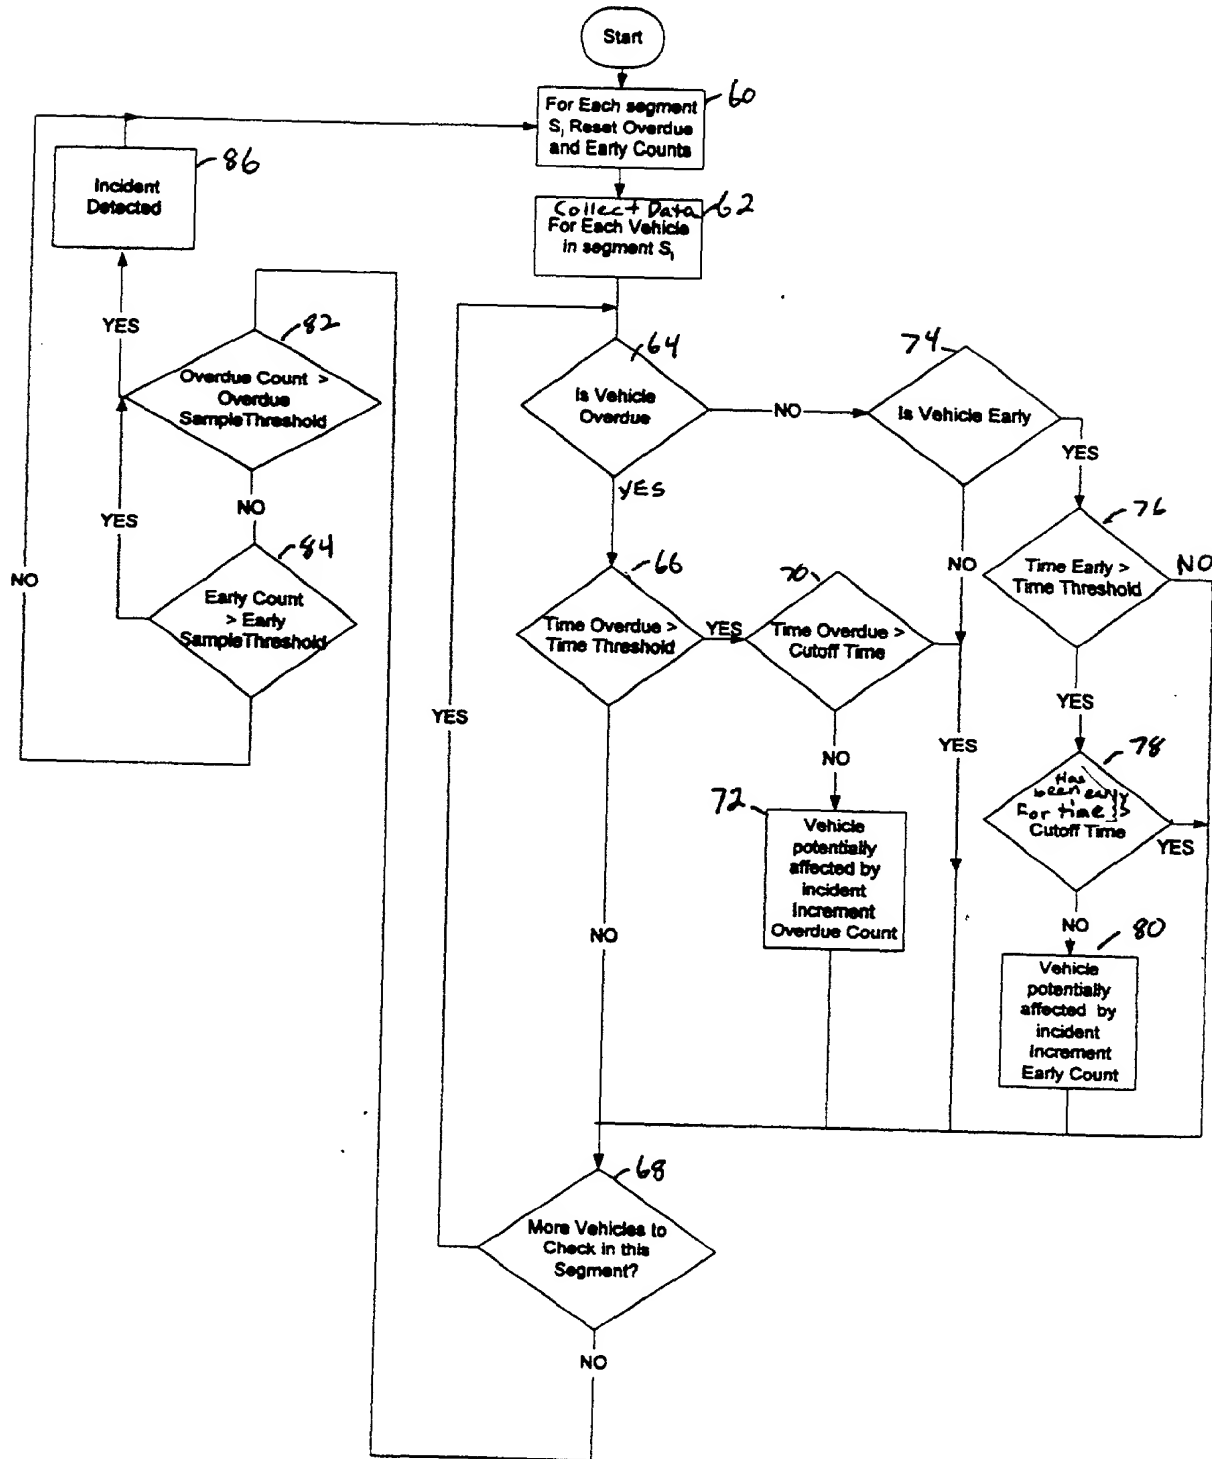 Start
For Each segment
Si Reset Overdue
and Early Counts
60
Collect Data
For Each Vehicle
in segment Si
62
Incident
Detected
86
YES
Overdue Count >
Overdue
SampleThreshold
82
NO
YES
Early Count
> Early
SampleThreshold
84
NO
Is Vehicle
Overdue
64
NO
Is Vehicle Early
74
YES
YES
NO
Time Early >
Time Threshold
76
NO
Time Overdue >
Time Threshold
66
YES
Time Overdue >
Cutoff Time
70
YES
YES
NO
YES
Has
been early
For time >
Cutoff Time
78
YES
NO
Vehicle
potentially
affected by
incident
Increment
Overdue Count
72
NO
Vehicle
potentially
affected by
incident
Increment
Early Count
80
More Vehicles to
Check in this
Segment?
68
NO